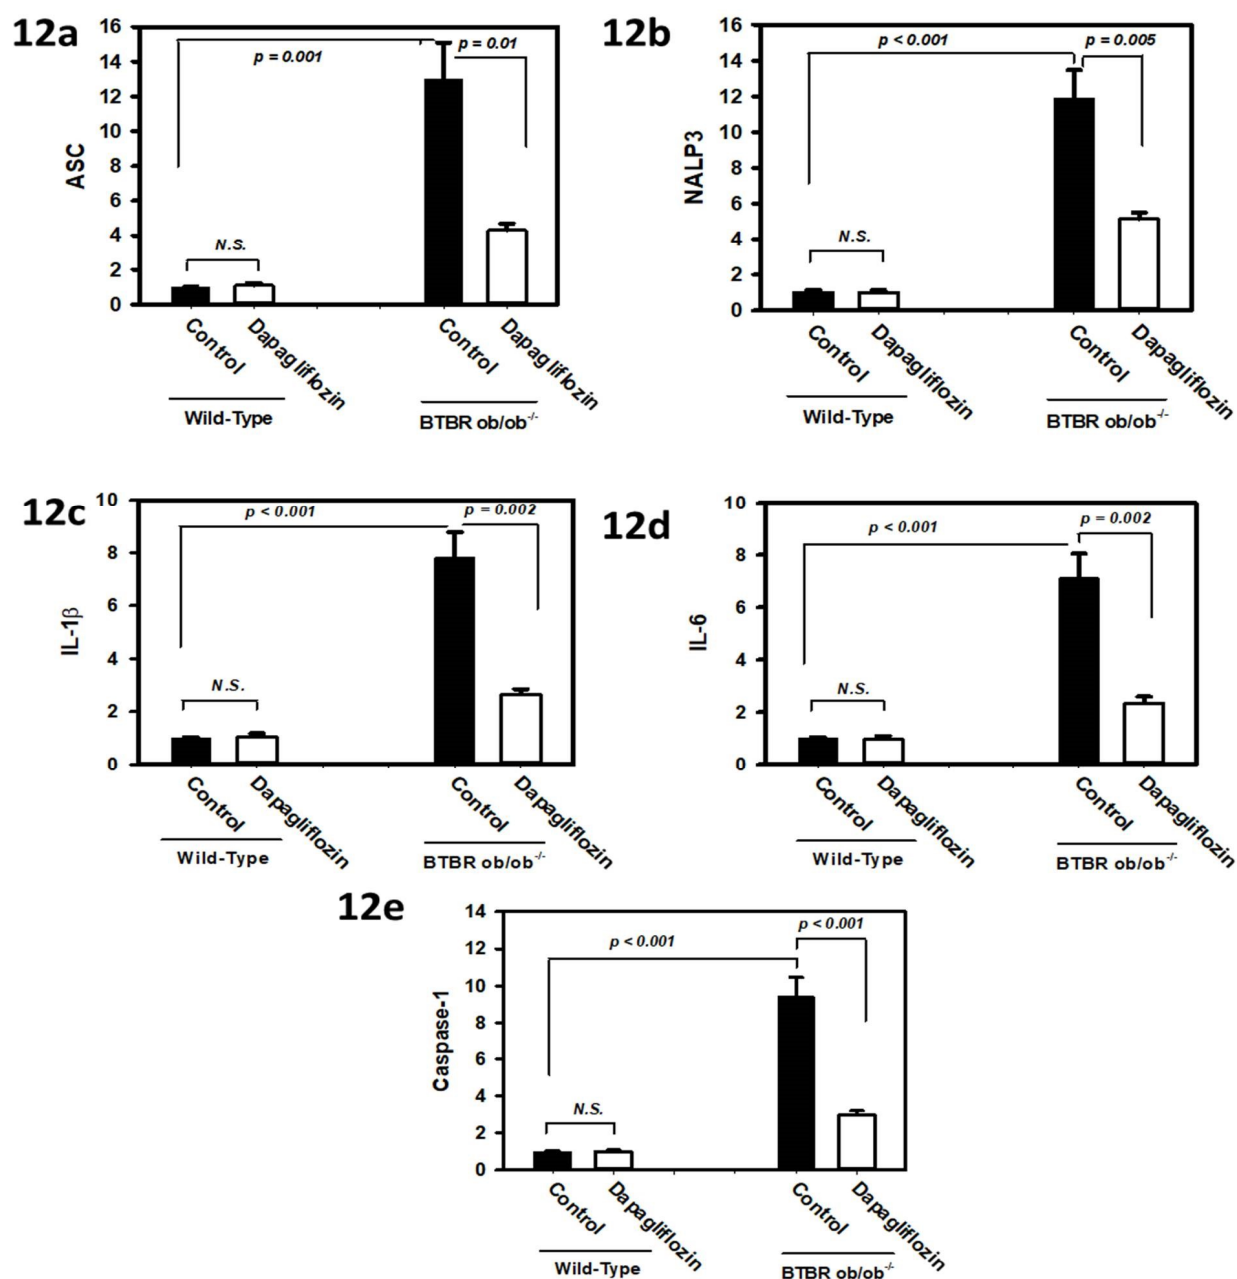 12a
ASC
16
14
12
10
8
6
4
2
0
p = 0.001
p = 0.01
N.S.
Control
Dapagliflozin
Control
Dapagliflozin
Wild-Type
BTBR ob/ob-/-
12b
NALP3
16
14
12
10
8
6
4
2
0
p < 0.001
p = 0.005
N.S.
Control
Dapagliflozin
Control
Dapagliflozin
Wild-Type
BTBR ob/ob-/-
12c
IL-1β
10
8
6
4
2
0
p < 0.001
p = 0.002
N.S.
Control
Dapagliflozin
Control
Dapagliflozin
Wild-Type
BTBR ob/ob-/-
12d
IL-6
10
8
6
4
2
0
p < 0.001
p = 0.002
N.S.
Control
Dapagliflozin
Control
Dapagliflozin
Wild-Type
BTBR ob/ob-/-
12e
Caspase-1
14
12
10
8
6
4
2
0
p < 0.001
p < 0.001
N.S.
Control
Dapagliflozin
Control
Dapagliflozin
Wild-Type
BTBR ob/ob-/-